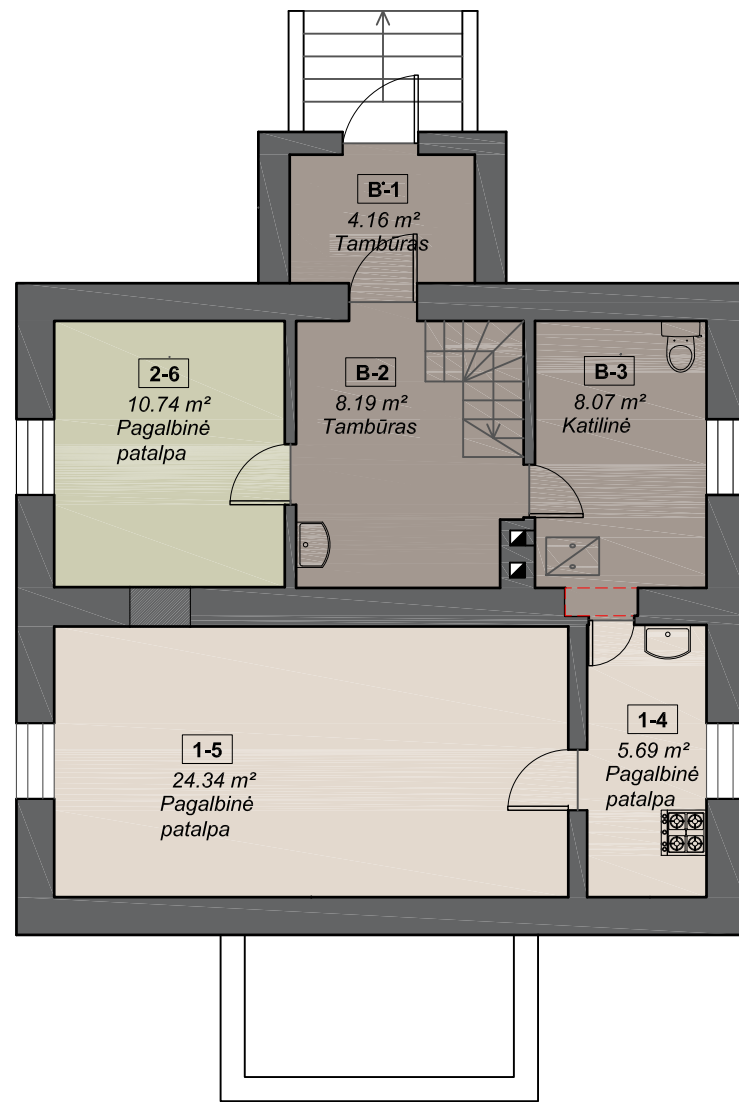 B-1
4.16 m²
Tambūras
2-6
10.74 m²
Pagalbinė
patalpa
B-2
8.19 m²
Tambūras
B-3
8.07 m²
Katilinė
1-5
24.34 m²
Pagalbinė
patalpa
1-4
5.69 m²
Pagalbinė
patalpa